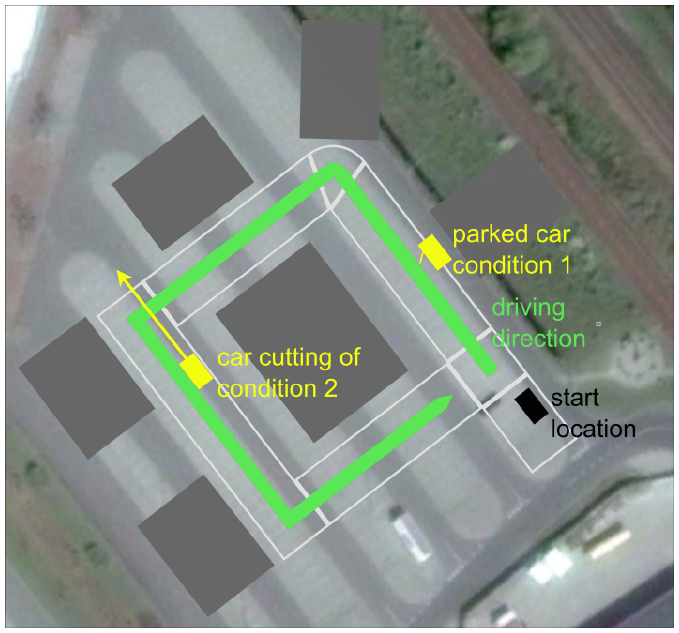 parked car
condition 1
driving
direction
car cutting of
condition 2
start
location